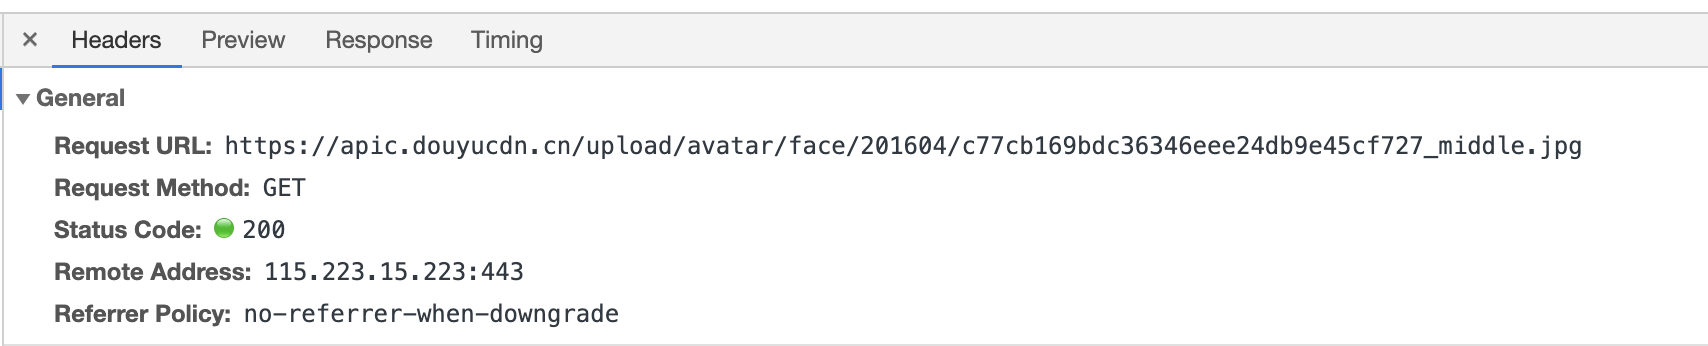 × Headers Preview Response Timing
▼ General
Request URL: https://apic.douyucdn.cn/upload/avatar/face/201604/c77cb169bdc36346eee24db9e45cf727_middle.jpg
Request Method: GET
Status Code: 200
Remote Address: 115.223.15.223:443
Referrer Policy: no-referrer-when-downgrade